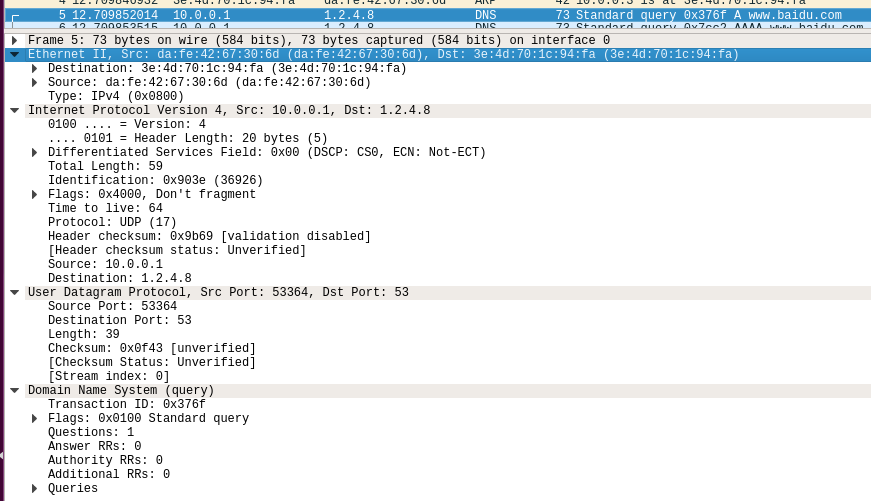 4 12.709846932 3e:4d:70:1c:94:fa da:fe:42:67:30:6d ARP 42 10.0.0.3 is at 3e:4d:70:1c:94:fa
5 12.709852014 10.0.0.1 1.2.4.8 DNS 73 Standard query 0x376f A www.baidu.com
6 12.709853515 10.0.0.1 1.2.4.8 DNS 73 Standard query 0x7cc2 AAAA www.baidu.com
Frame 5: 73 bytes on wire (584 bits), 73 bytes captured (584 bits) on interface 0
Ethernet II, Src: da:fe:42:67:30:6d (da:fe:42:67:30:6d), Dst: 3e:4d:70:1c:94:fa (3e:4d:70:1c:94:fa)
Destination: 3e:4d:70:1c:94:fa (3e:4d:70:1c:94:fa)
Source: da:fe:42:67:30:6d (da:fe:42:67:30:6d)
Type: IPv4 (0x0800)
Internet Protocol Version 4, Src: 10.0.0.1, Dst: 1.2.4.8
0100 .... = Version: 4
.... 0101 = Header Length: 20 bytes (5)
Differentiated Services Field: 0x00 (DSCP: CS0, ECN: Not-ECT)
Total Length: 59
Identification: 0x903e (36926)
Flags: 0x4000, Don't fragment
Time to live: 64
Protocol: UDP (17)
Header checksum: 0x9b69 [validation disabled]
[Header checksum status: Unverified]
Source: 10.0.0.1
Destination: 1.2.4.8
User Datagram Protocol, Src Port: 53364, Dst Port: 53
Source Port: 53364
Destination Port: 53
Length: 39
Checksum: 0x0f43 [unverified]
[Checksum Status: Unverified]
[Stream index: 0]
Domain Name System (query)
Transaction ID: 0x376f
Flags: 0x0100 Standard query
Questions: 1
Answer RRs: 0
Authority RRs: 0
Additional RRs: 0
Queries